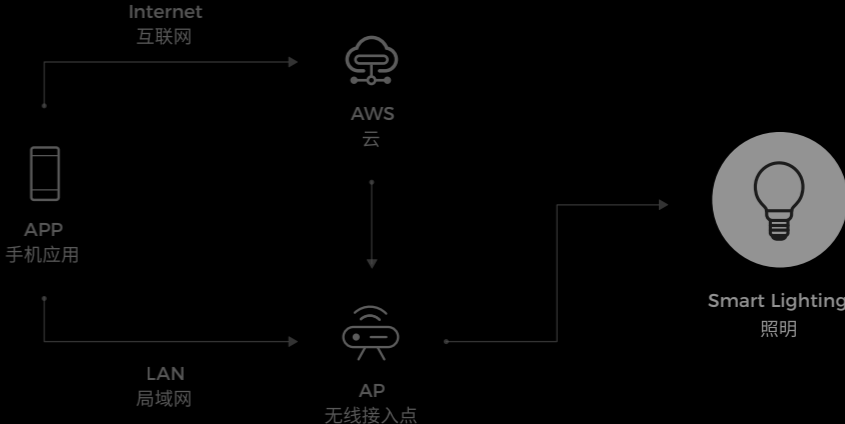 Internet
互联网
AWS
云
APP
手机应用
Smart Lighting
照明
LAN
局域网
AP
无线接入点